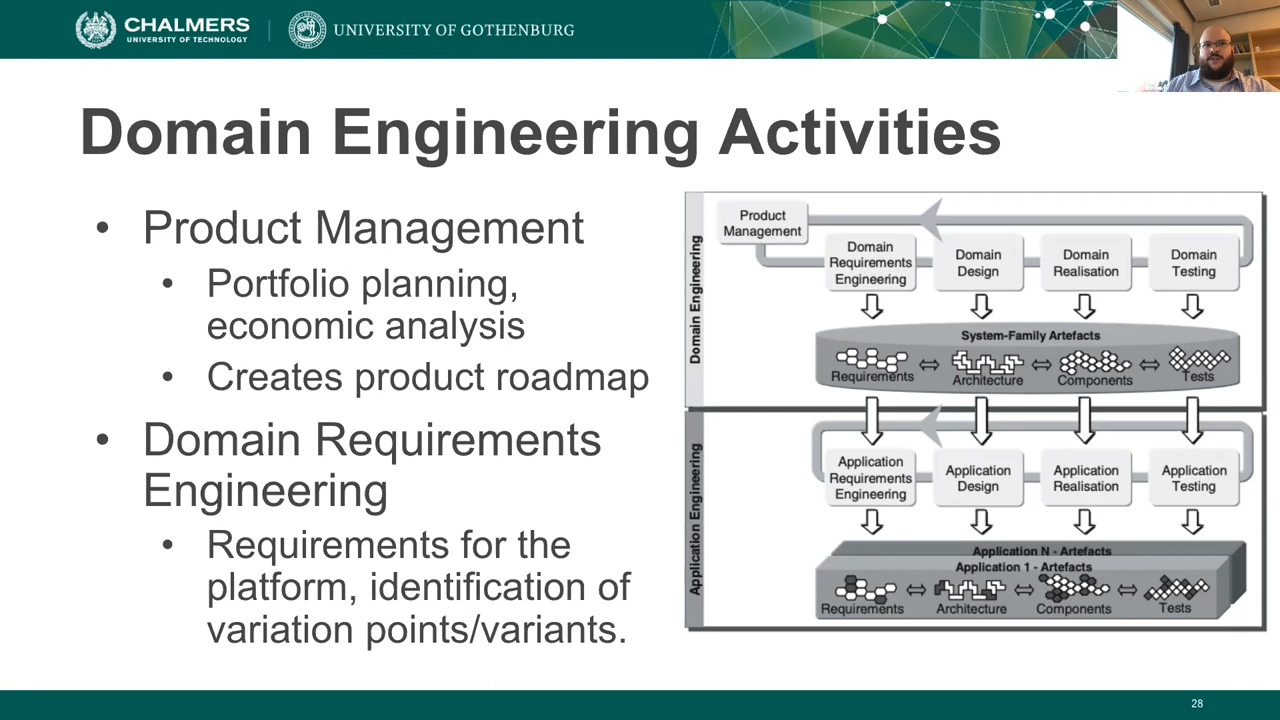 CHALMERS
UNIVERSITY OF TECHNOLOGY
UNIVERSITY OF GOTHENBURG
Domain Engineering Activities
• Product Management
• Portfolio planning,
economic analysis
• Creates product roadmap
• Domain Requirements
Engineering
• Requirements for the
platform, identification of
variation points/variants.
Domain Engineering
Product
Management
Domain
Requirements
Engineering
Domain
Design
Domain
Realisation
Domain
Testing
System-Family Artefacts
Requirements
Architecture
Components
Tests
Application Engineering
Application
Requirements
Engineering
Application
Design
Application
Realisation
Application
Testing
Application N - Artefacts
Application 1 - Artefacts
Requirements
Architecture
Components
Tests
28